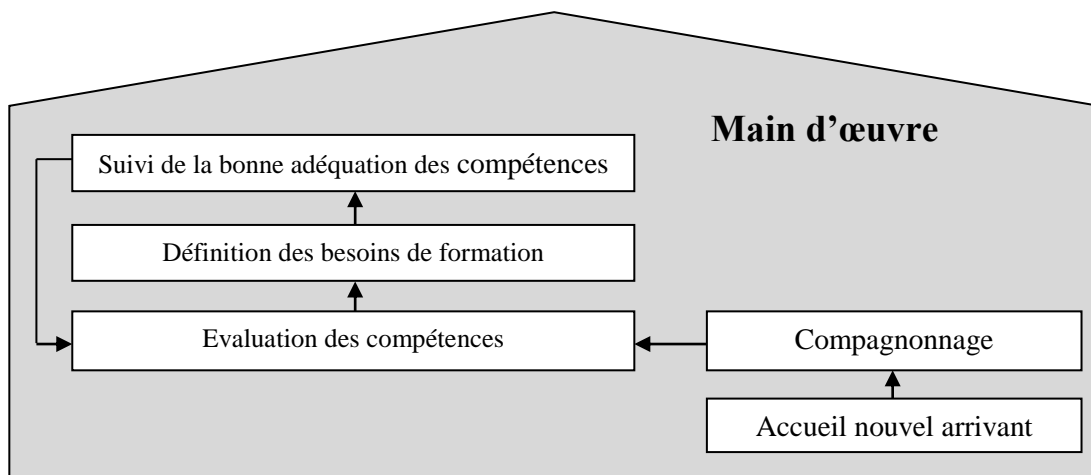 Main d’œuvre
Suivi de la bonne adéquation des compétences
Définition des besoins de formation
Evaluation des compétences
Compagnonnage
Accueil nouvel arrivant